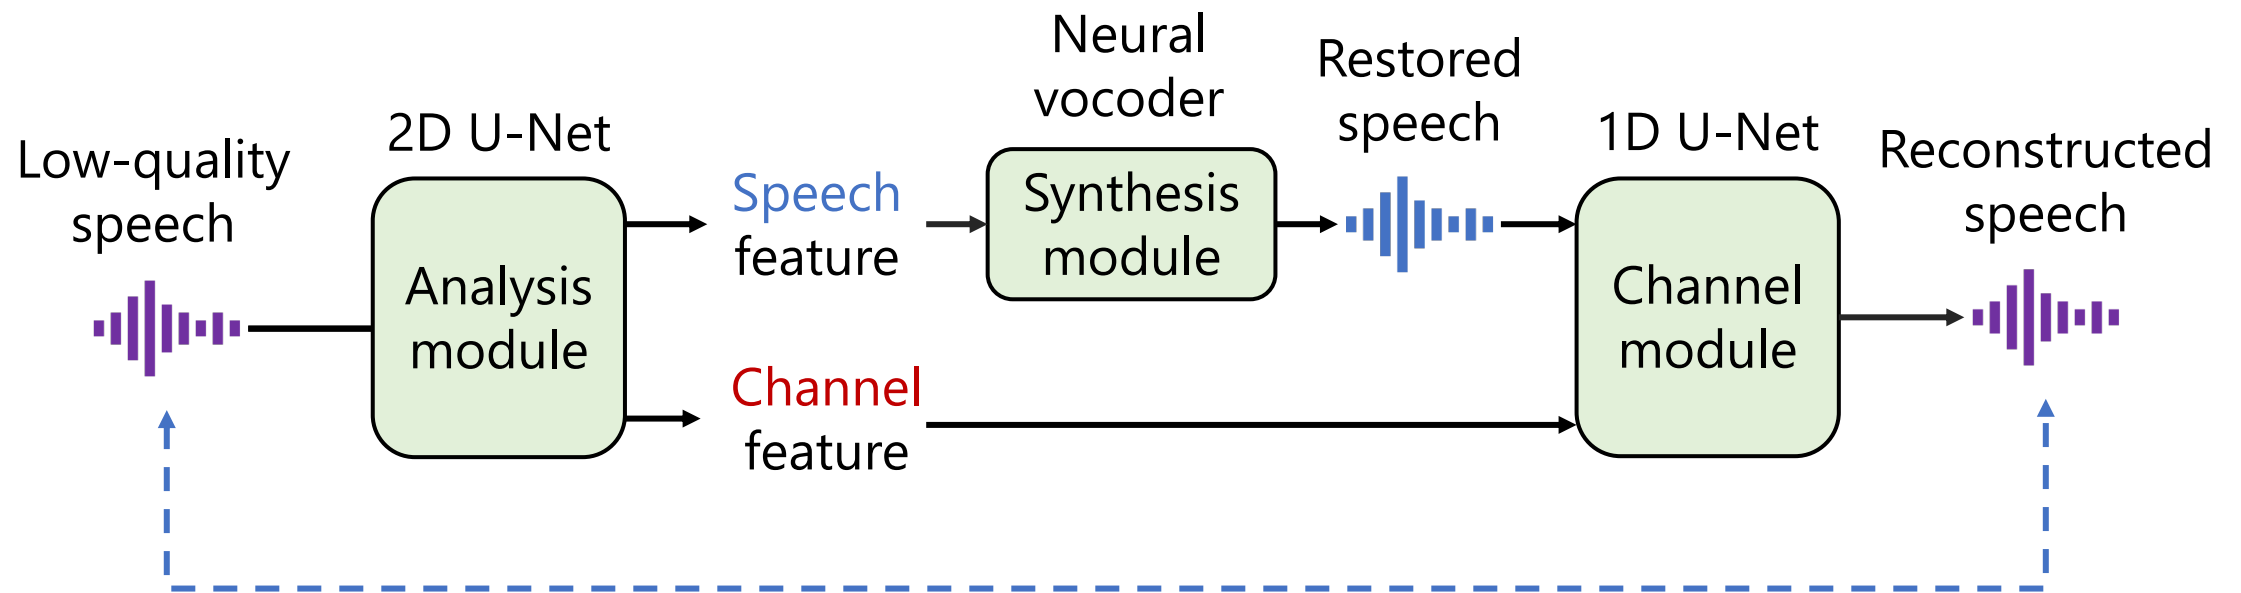 Low-quality
speech
2D U-Net
Analysis
module
Speech
feature
Channel
feature
Neural
vocoder
Synthesis
module
Restored
speech
1D U-Net
Channel
module
Reconstructed
speech